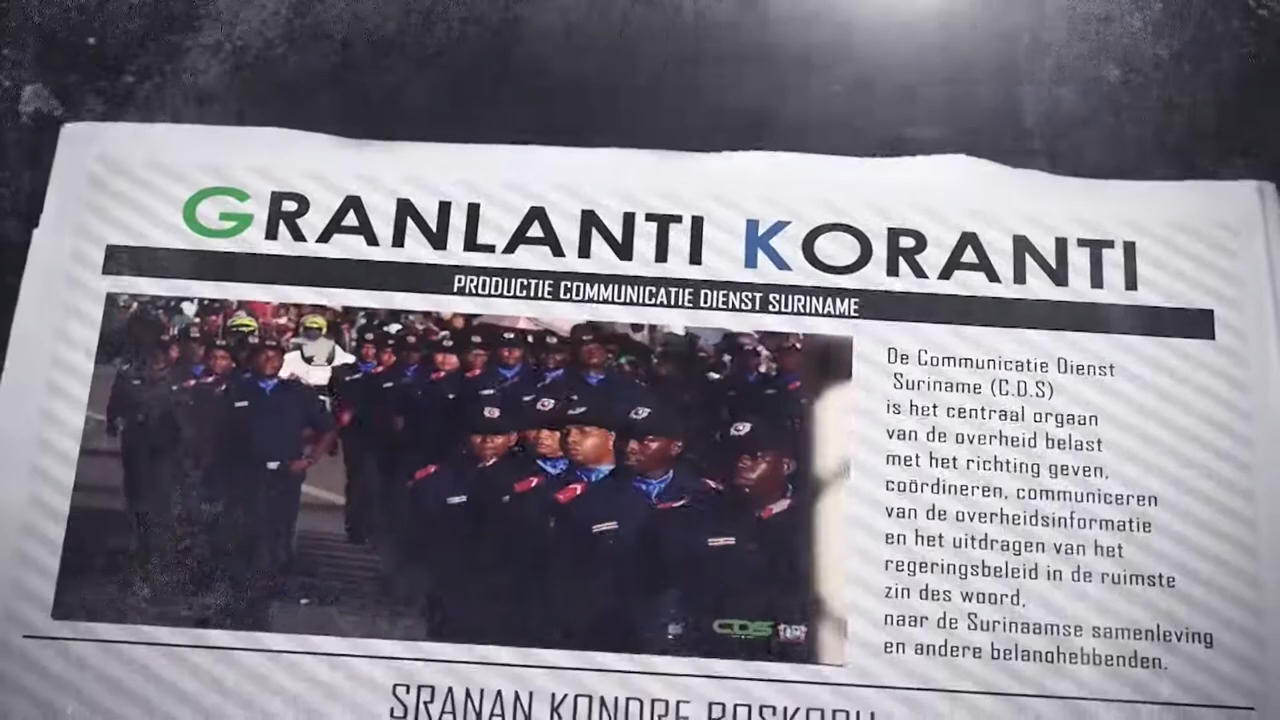 GRANLANTI KORANTI
PRODUCTIE COMMUNICATIE DIENST SURINAME
De Communicatie Dienst
Suriname (C.D.S)
is het centraal orgaan
van de overheid belast
met het richting geven,
coördineren, communiceren
van de overheidsinformatie
en het uitdragen van het
regeringsbeleid in de ruimste
zin des woord,
naar de Surinaamse samenleving
en andere belanghebbenden.
CDS
SRANAN KONDRE